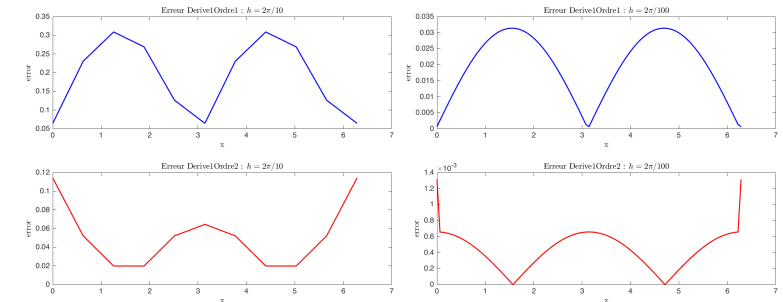 Erreur Derive1Ordre1 : h = 2π/10
0.35
0.3
0.25
0.2
0.15
0.1
0.05
error
0 1 2 3 4 5 6 7
x
Erreur Derive1Ordre1 : h = 2π/100
0.035
0.03
0.025
0.02
0.015
0.01
0.005
0
error
0 1 2 3 4 5 6 7
x
Erreur Derive1Ordre2 : h = 2π/10
0.12
0.1
0.08
0.06
0.04
0.02
0
error
0 1 2 3 4 5 6 7
x
Erreur Derive1Ordre2 : h = 2π/100
×10⁻³
1.4
1.2
1
0.8
0.6
0.4
0.2
0
error
0 1 2 3 4 5 6 7
x